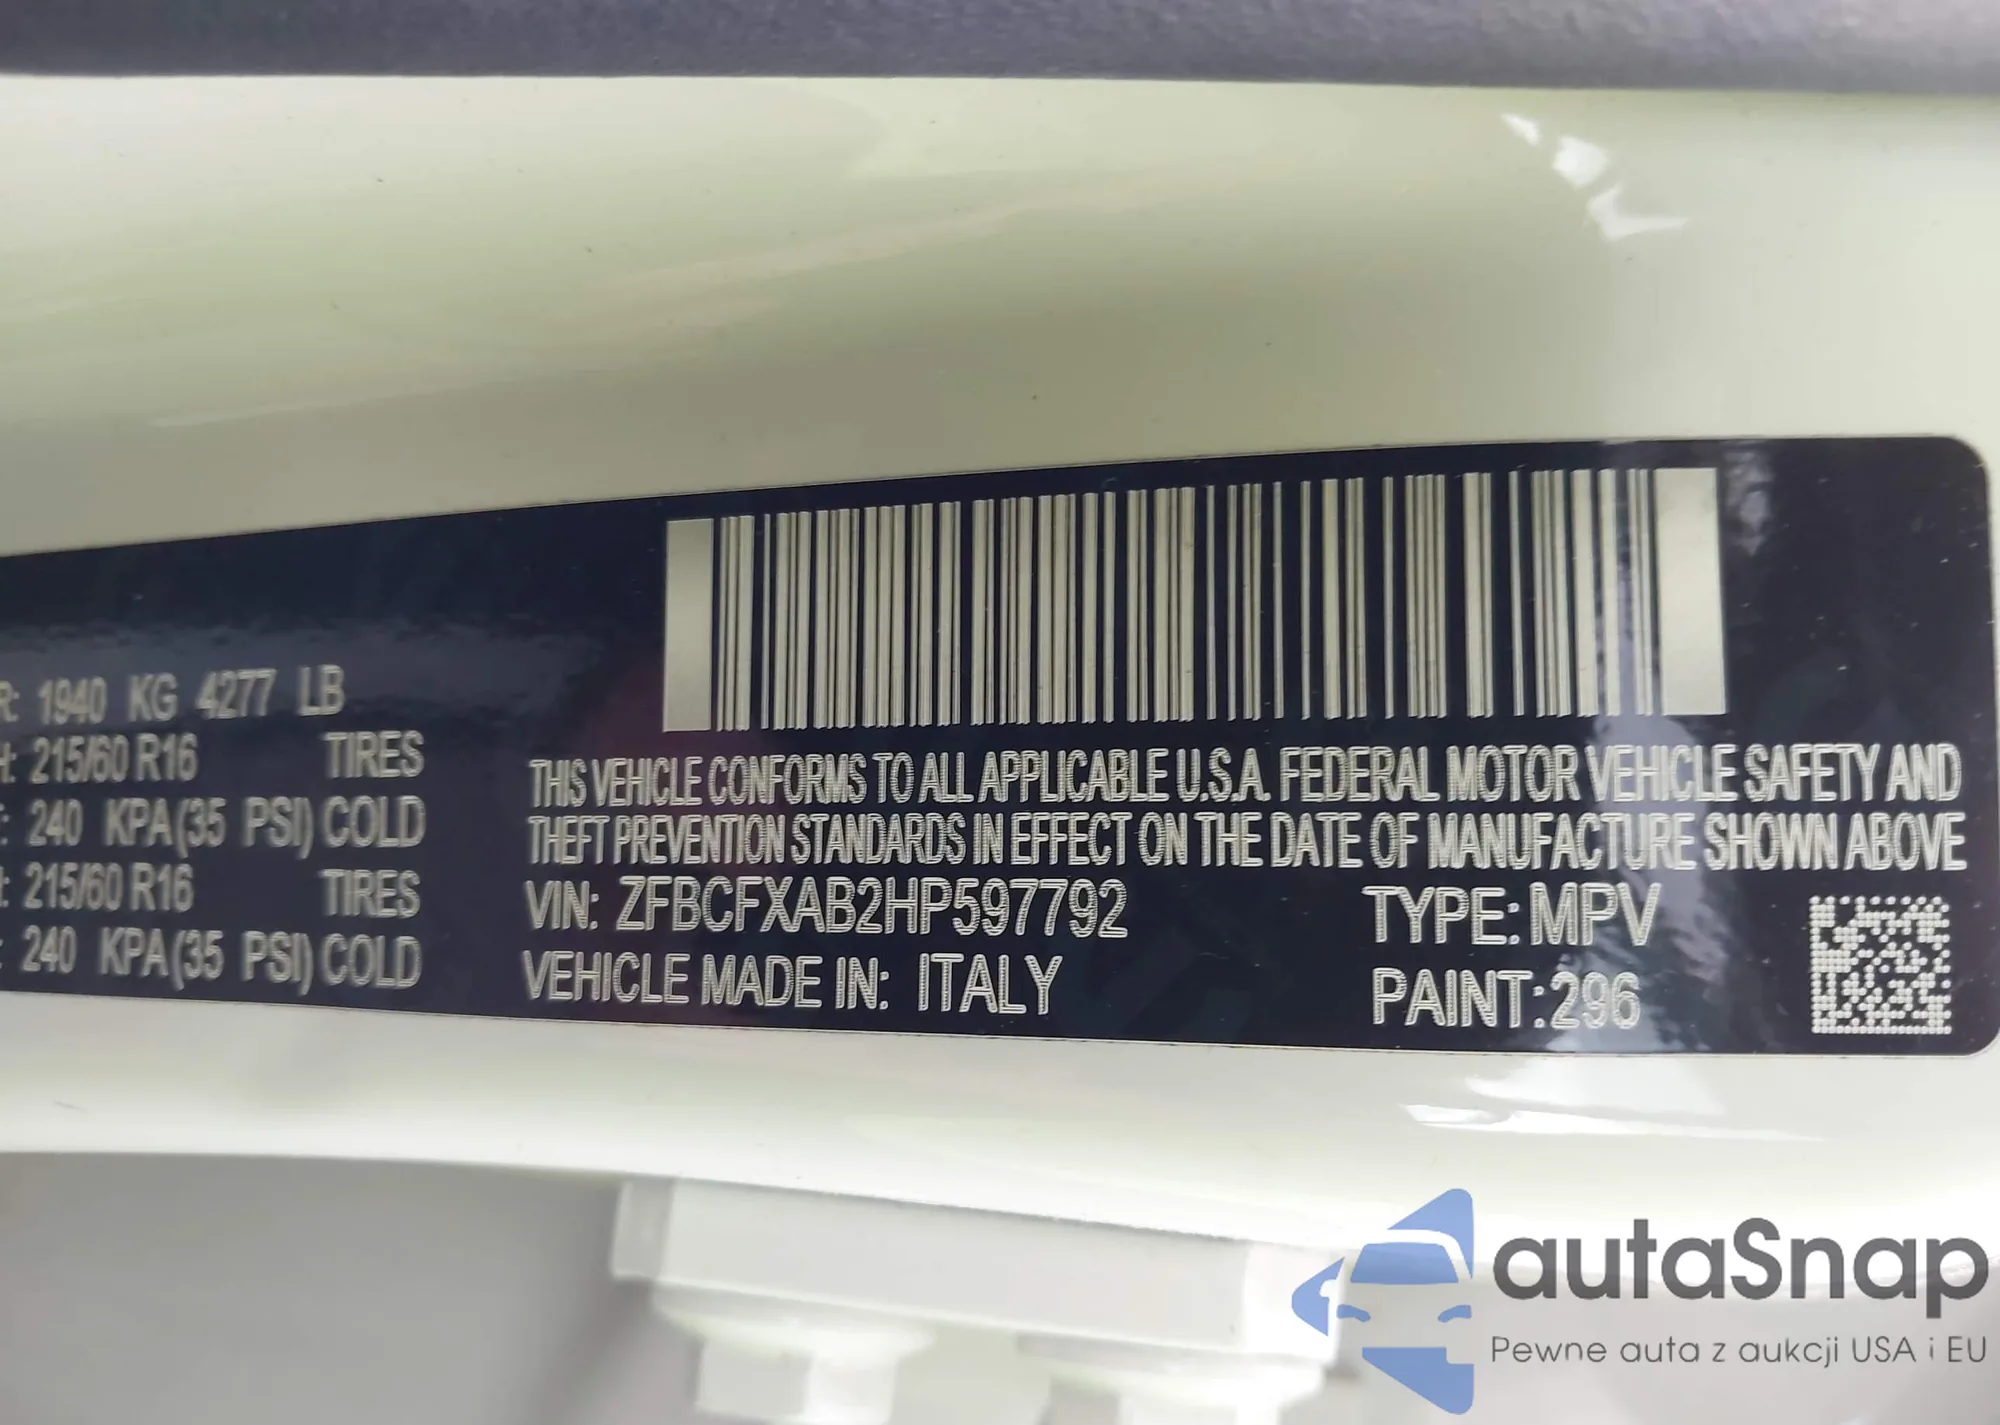 R: 1940 KG 4277 LB
H: 215/60 R16 TIRES
240 KPA(35 PSI) COLD
215/60 R16 TIRES
240 KPA(35 PSI) COLD
THIS VEHICLE CONFORMS TO ALL APPLICABLE U.S.A. FEDERAL MOTOR VEHICLE SAFETY AND
THEFT PREVENTION STANDARDS IN EFFECT ON THE DATE OF MANUFACTURE SHOWN ABOVE
VIN: ZFBCFXAB2HP597792 TYPE: MPV
VEHICLE MADE IN: ITALY PAINT:296
autaSnap
Pewne auta z aukcji USA i EU